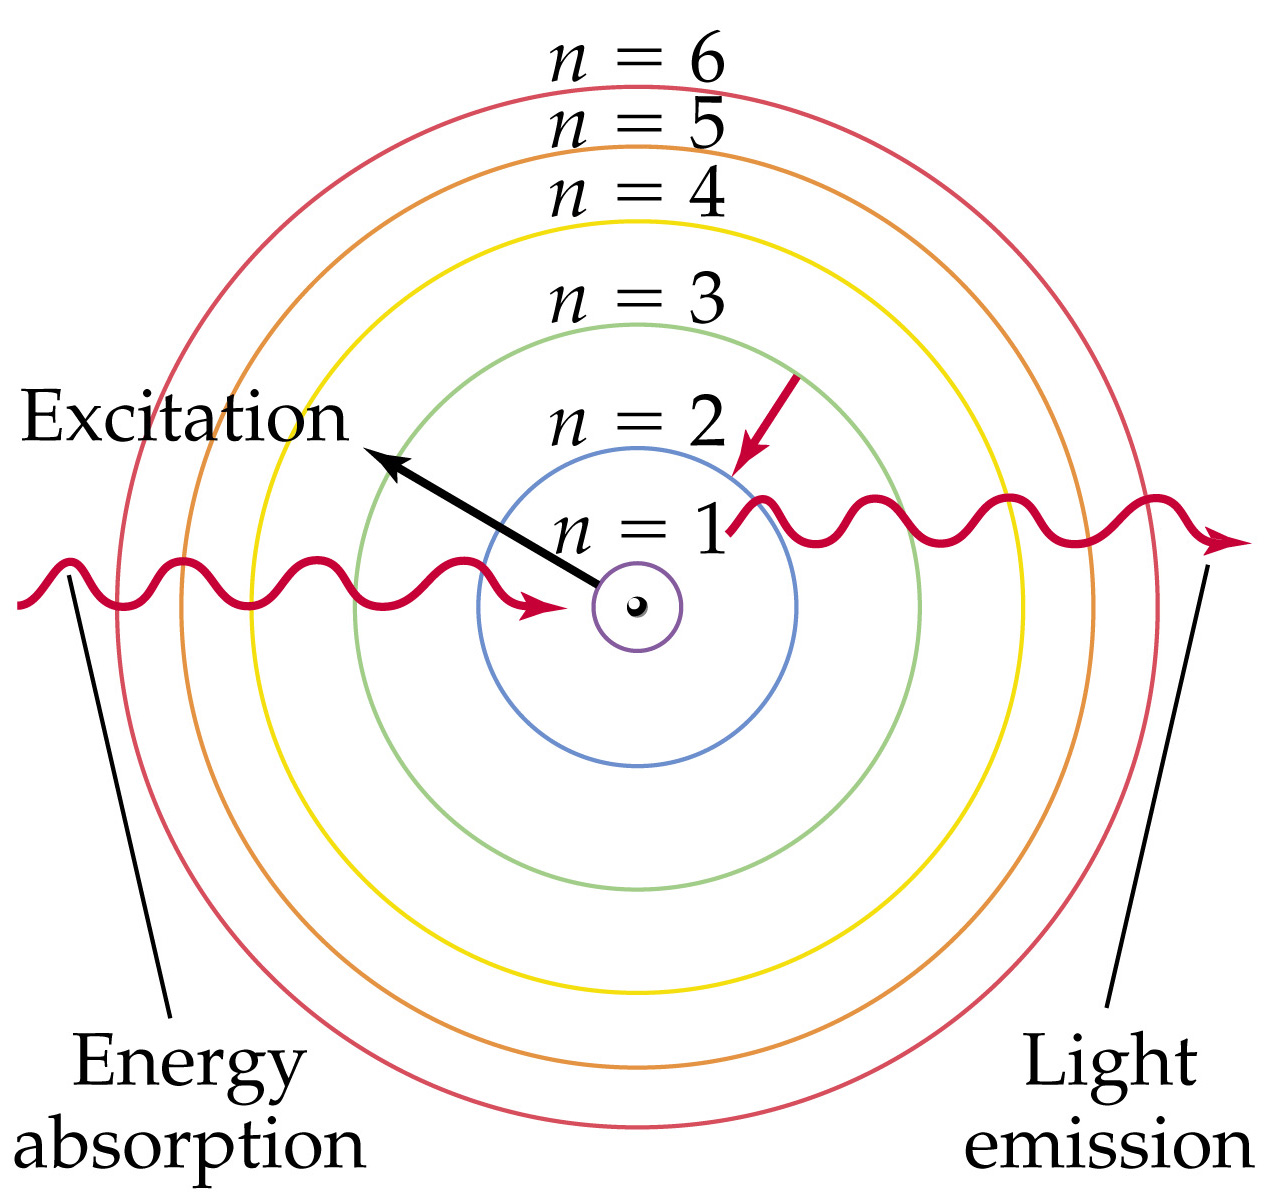 n = 6
n = 5
n = 4
n = 3
Excitation
n = 2
n = 1
Energy
absorption
Light
emission